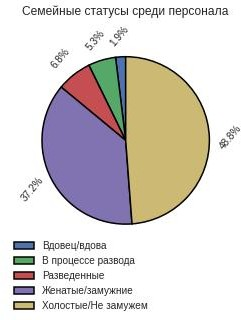 Семейные статусы среди персонала
1.9%
5.3%
6.8%
48.8%
37.2%
Вдовец/вдова
В процессе развода
Разведенные
Женатые/замужние
Холостые/Не замужем